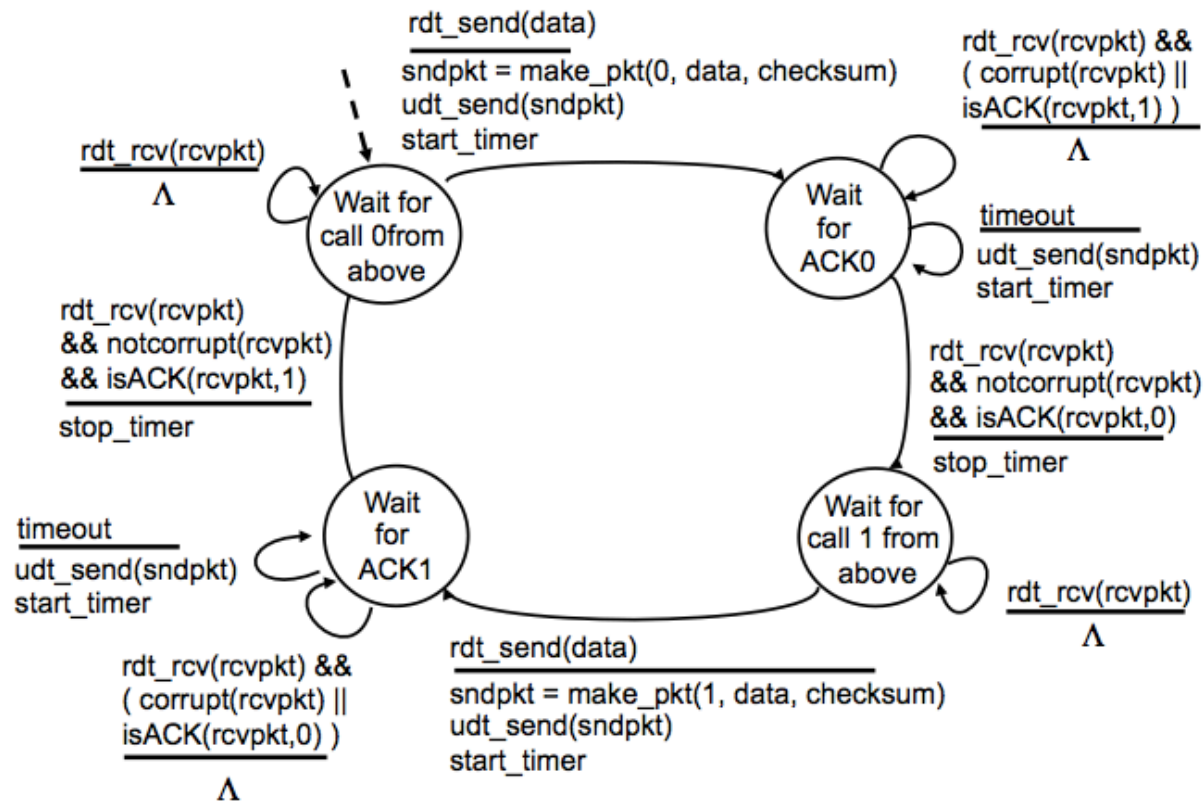 rdt_send(data)
sndpkt = make_pkt(0, data, checksum)
udt_send(sndpkt)
start_timer
rdt_rcv(rcvpkt) &&
( corrupt(rcvpkt) ||
isACK(rcvpkt,1) )
Λ
rdt_rcv(rcvpkt)
Λ
Wait for
call 0from
above
Wait
for
ACK0
timeout
udt_send(sndpkt)
start_timer
rdt_rcv(rcvpkt)
&& notcorrupt(rcvpkt)
&& isACK(rcvpkt,1)
stop_timer
rdt_rcv(rcvpkt)
&& notcorrupt(rcvpkt)
&& isACK(rcvpkt,0)
stop_timer
Wait
for
ACK1
Wait for
call 1 from
above
timeout
udt_send(sndpkt)
start_timer
rdt_rcv(rcvpkt)
Λ
rdt_rcv(rcvpkt) &&
( corrupt(rcvpkt) ||
isACK(rcvpkt,0) )
Λ
rdt_send(data)
sndpkt = make_pkt(1, data, checksum)
udt_send(sndpkt)
start_timer